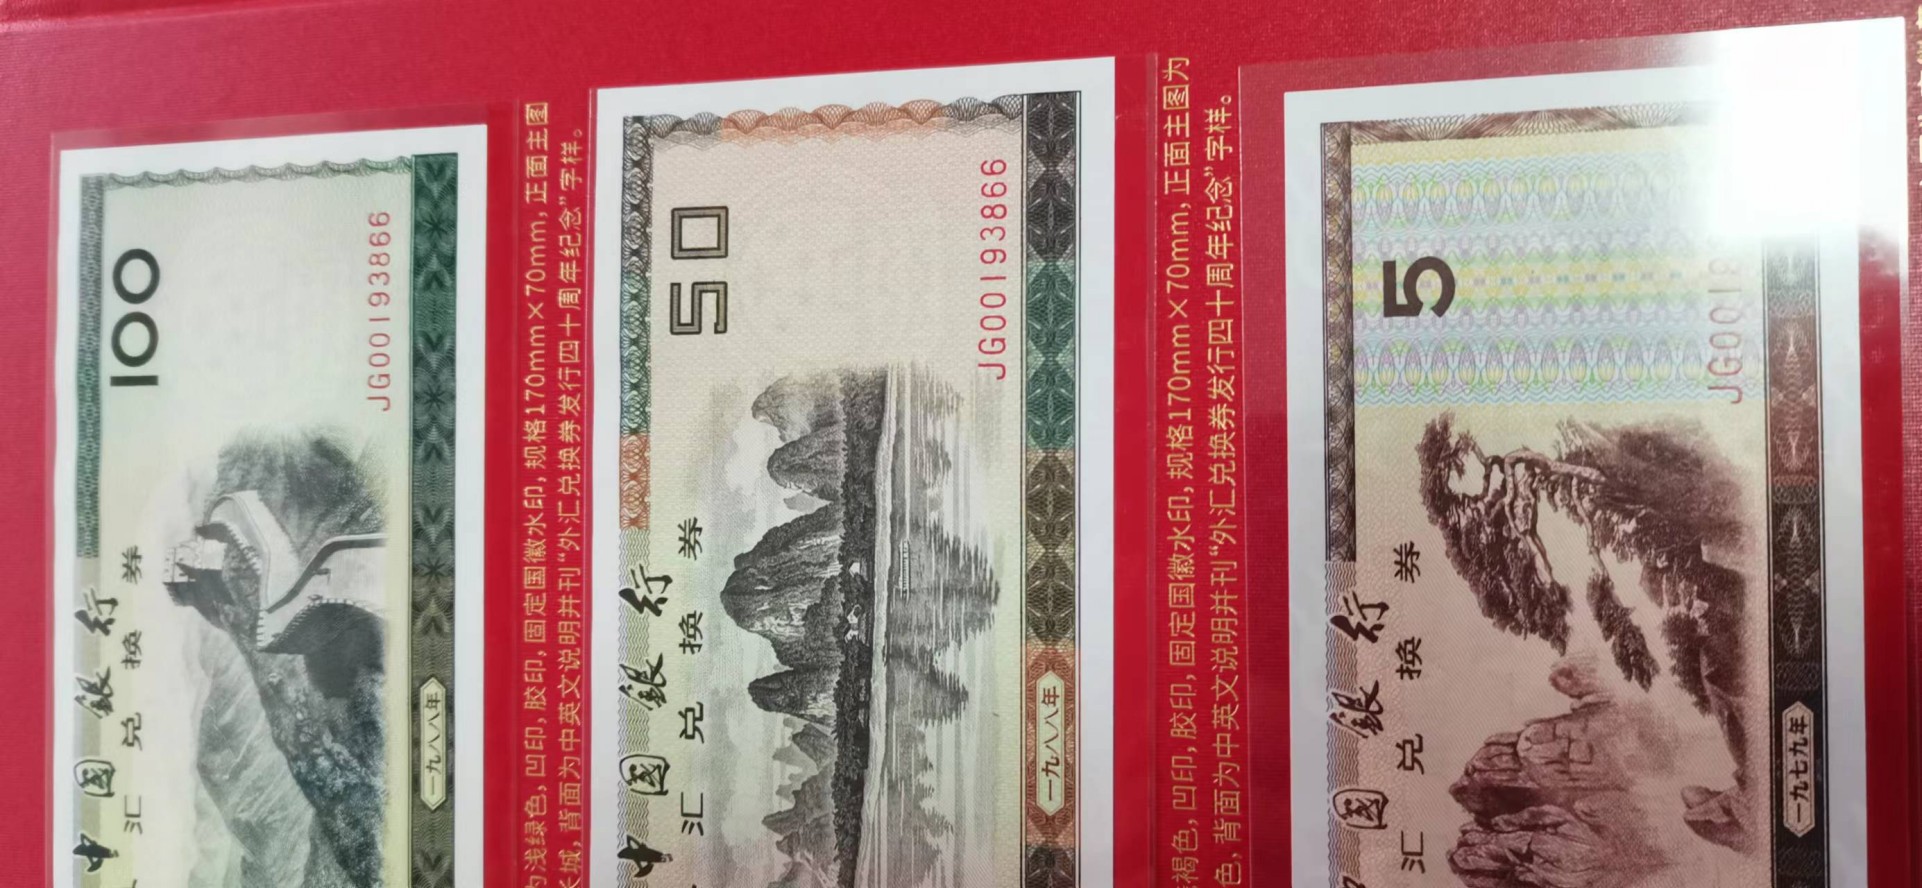 中國銀行
汇兑换券
100
JG00193866
一九八八年
为浅绿色,凹印,胶印,固定国徽水印,规格170mm×70mm,正面主图
长城,背面为中英文说明并刊“外汇兑换券发行四十周年纪念”字样。
中國銀行
汇兑换券
50
JG00193866
一九八八年
褐色,凹印,胶印,固定国徽水印,规格170mm×70mm,正面主图为
色,背面为中英文说明并刊“外汇兑换券发行四十周年纪念”字样。
國銀行
汇兑换券
5
JG001
一九七九年